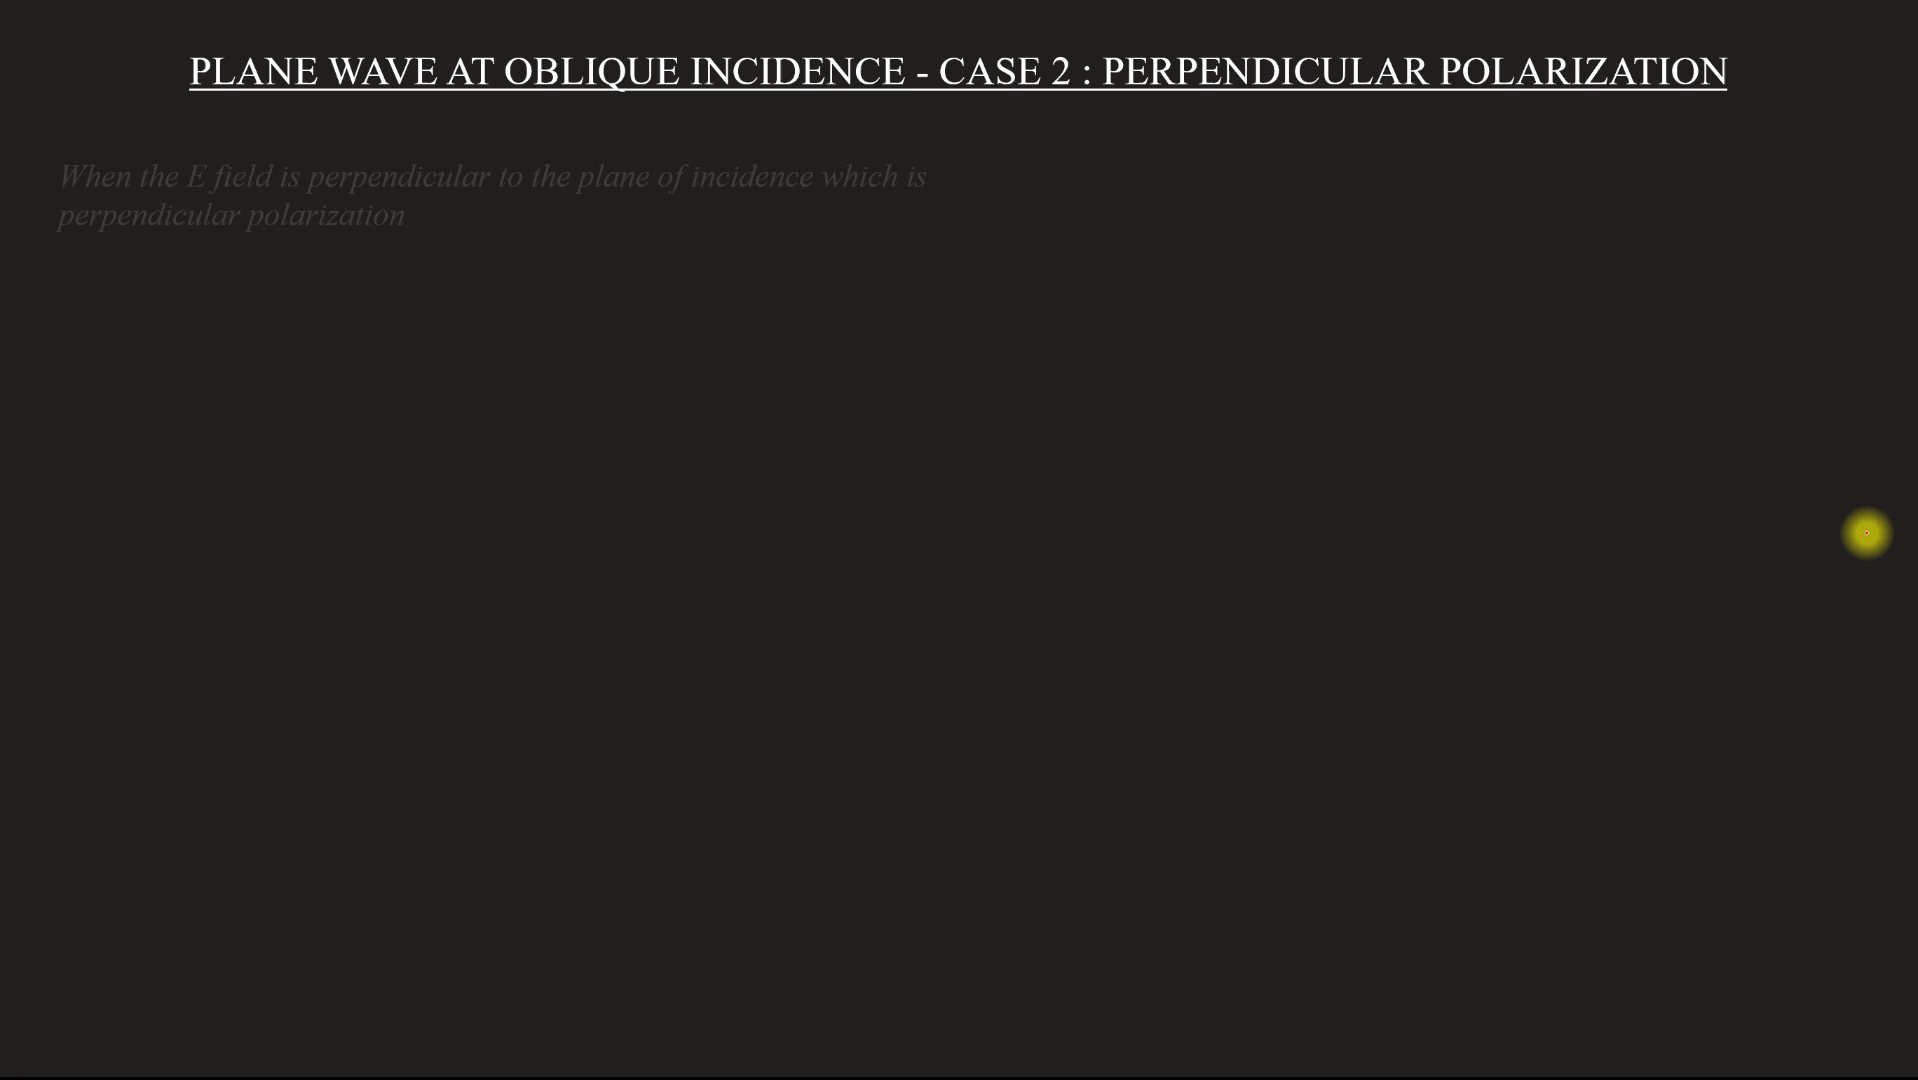 PLANE WAVE AT OBLIQUE INCIDENCE - CASE 2 : PERPENDICULAR POLARIZATION
When the E field is perpendicular to the plane of incidence which is
perpendicular polarization